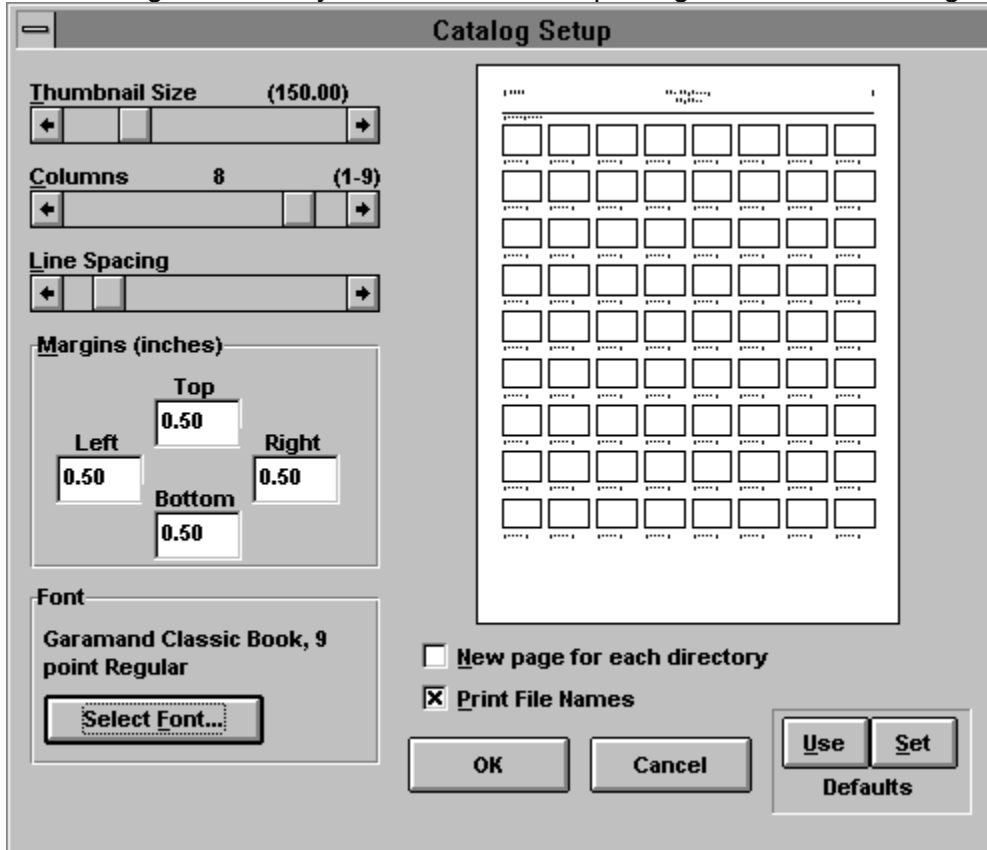 Catalog Setup
Thumbnail Size (150.00)
Columns 8 (1-9)
Line Spacing
Margins (inches)
Top
0.50
Left
0.50
Right
0.50
Bottom
0.50
Font
Garamand Classic Book, 9
point Regular
Select Font...
New page for each directory
Print File Names
OK
Cancel
Use
Set
Defaults